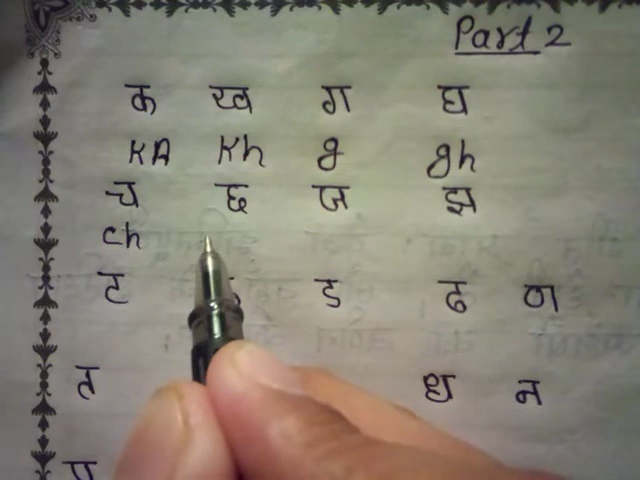 Part 2
क ख ग घ
KA Kh g gh
च छ ज झ
ch
ट ड ढ ण
त ध न
प